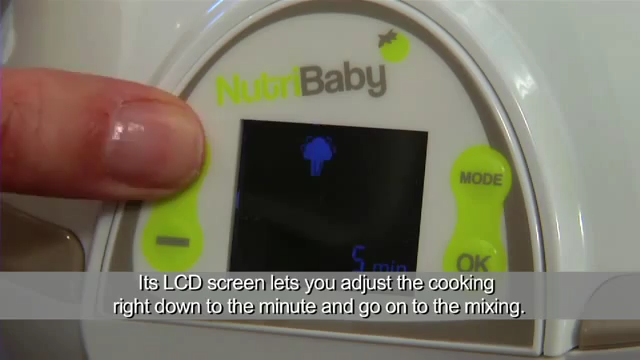 NutriBaby
MODE
5 min
OK
Its LCD screen lets you adjust the cooking
right down to the minute and go on to the mixing.